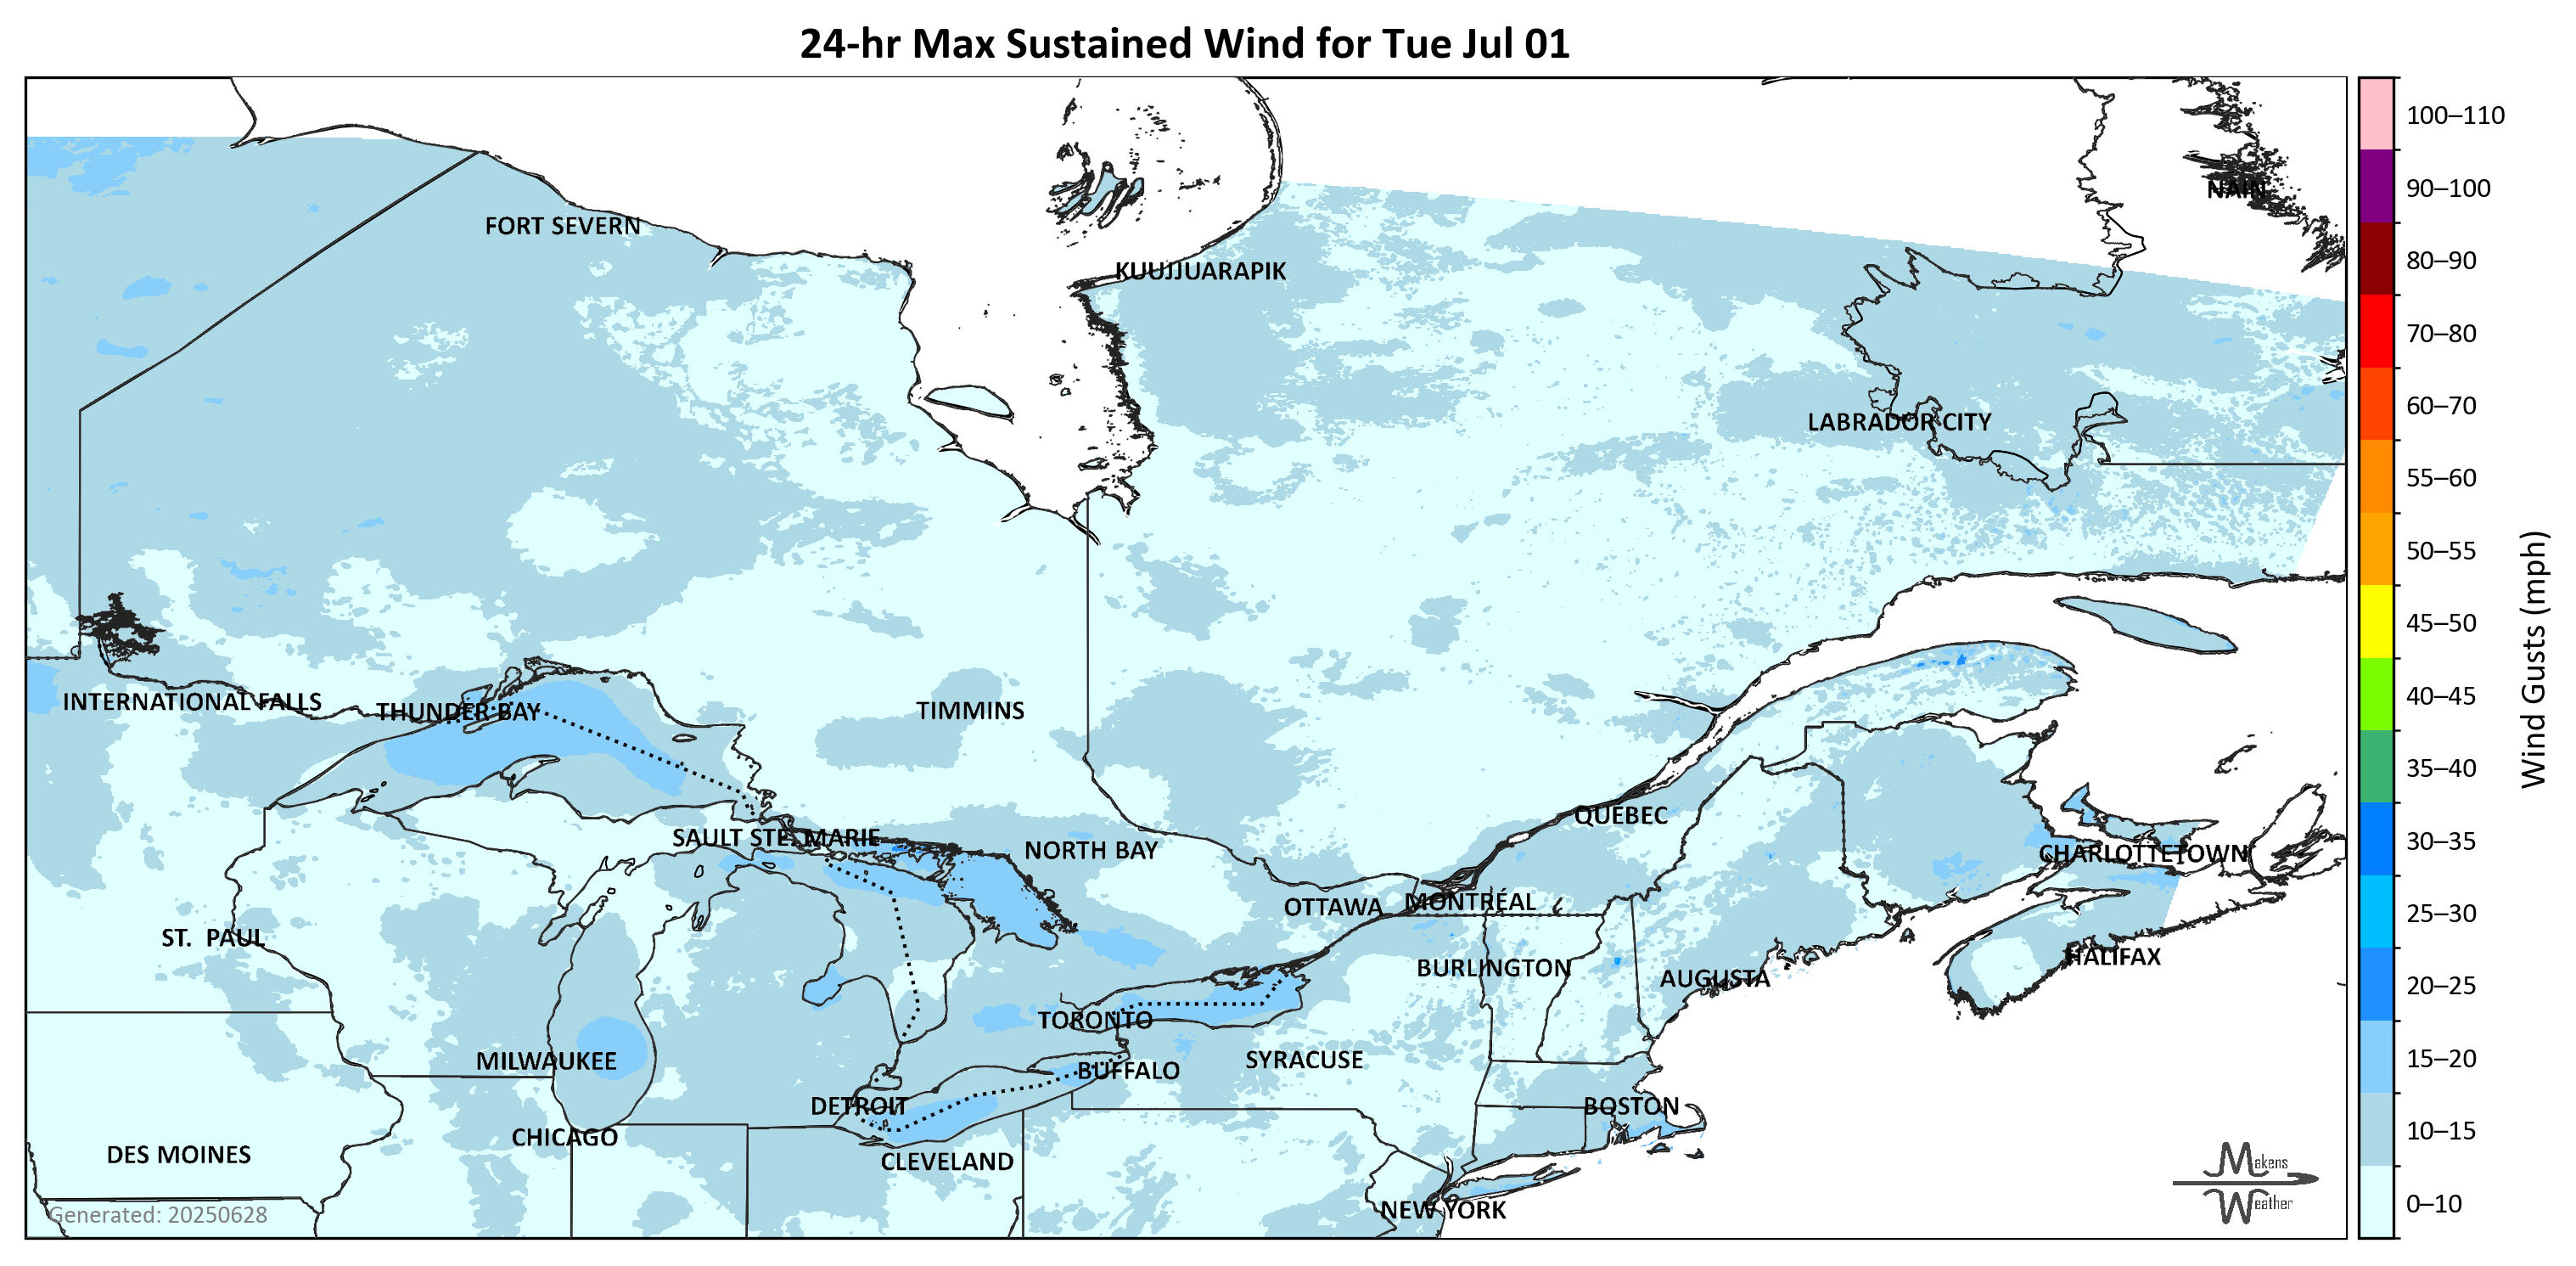 24-hr Max Sustained Wind for Tue Jul 01
100–110
90–100
NAIN
FORT SEVERN
80–90
KUUJJUARAPIK
70–80
60–70
LABRADOR CITY
55–60
50–55
45–50
Wind Gusts (mph)
40–45
INTERNATIONAL FALLS
THUNDER BAY
TIMMINS
35–40
QUEBEC
30–35
SAULT STE. MARIE
NORTH BAY
CHARLOTTETOWN
OTTAWA
MONTRÉAL
25–30
ST. PAUL
HALIFAX
BURLINGTON
AUGUSTA
20–25
TORONTO
MILWAUKEE
SYRACUSE
15–20
BUFFALO
DETROIT
BOSTON
10–15
CHICAGO
DES MOINES
CLEVELAND
Makens
Weather
0–10
NEW YORK
Generated: 20250628